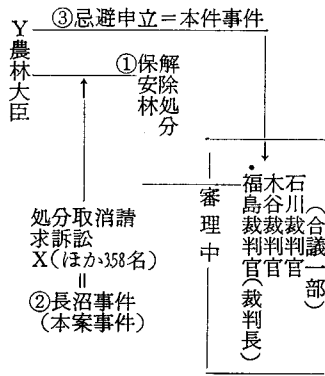 ③忌避申立＝本件事件
Y農林大臣
①保安林
解除処分
石川裁判官
木谷裁判官
福島裁判官（裁判長）
（合議一部）
審理中
処分取消請
求訴訟
X（ほか358名）
||
②長沼事件
（本案事件）